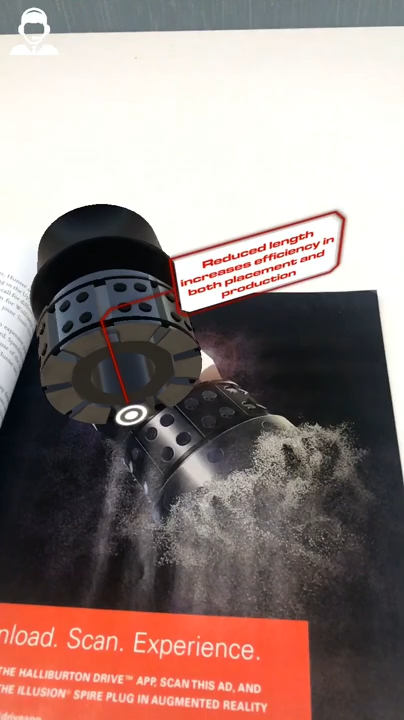 Reduced length
increases efficiency in
both placement and
production
nload. Scan. Experience.
THE HALLIBURTON DRIVE™ APP, SCAN THIS AD, AND
THE ILLUSION® SPIRE PLUG IN AUGMENTED REALITY